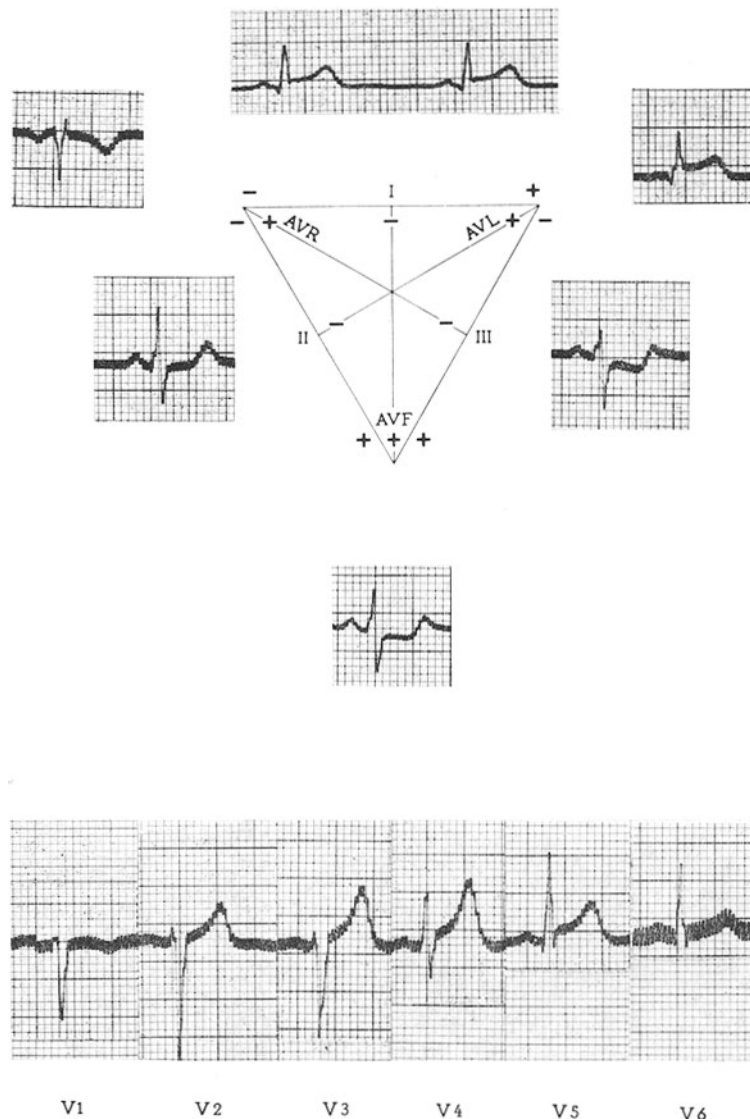 − I +
− + AVR − AVL + −
II − − III
AVF
+ + +
V1 V2 V3 V4 V5 V6